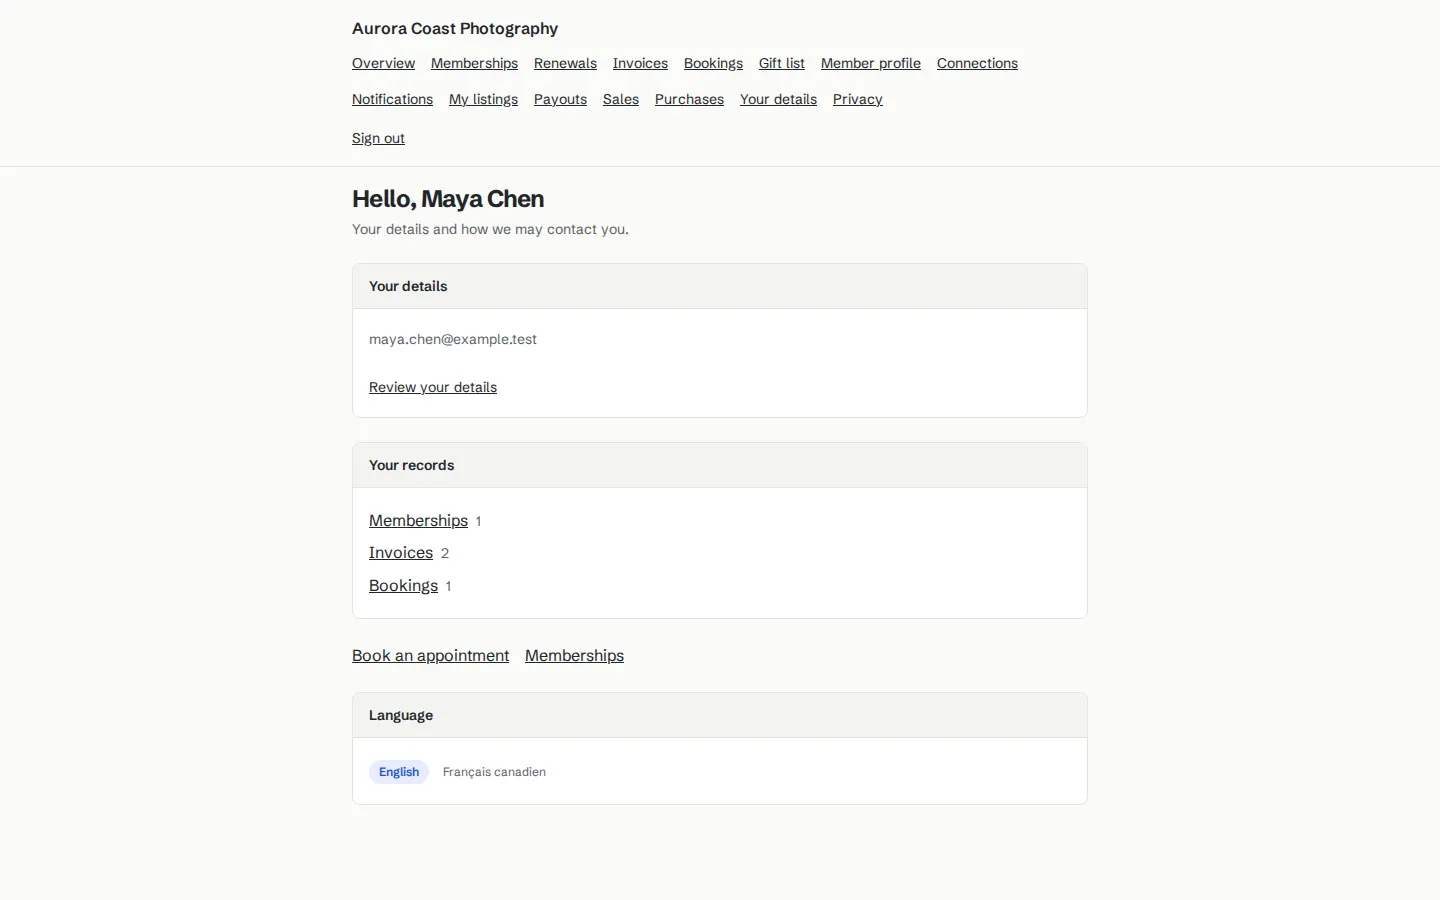 Aurora Coast Photography
Overview Memberships Renewals Invoices Bookings Gift list Member profile Connections
Notifications My listings Payouts Sales Purchases Your details Privacy
Sign out
Hello, Maya Chen
Your details and how we may contact you.
Your details
maya.chen@example.test
Review your details
Your records
Memberships 1
Invoices 2
Bookings 1
Book an appointment Memberships
Language
English Français canadien